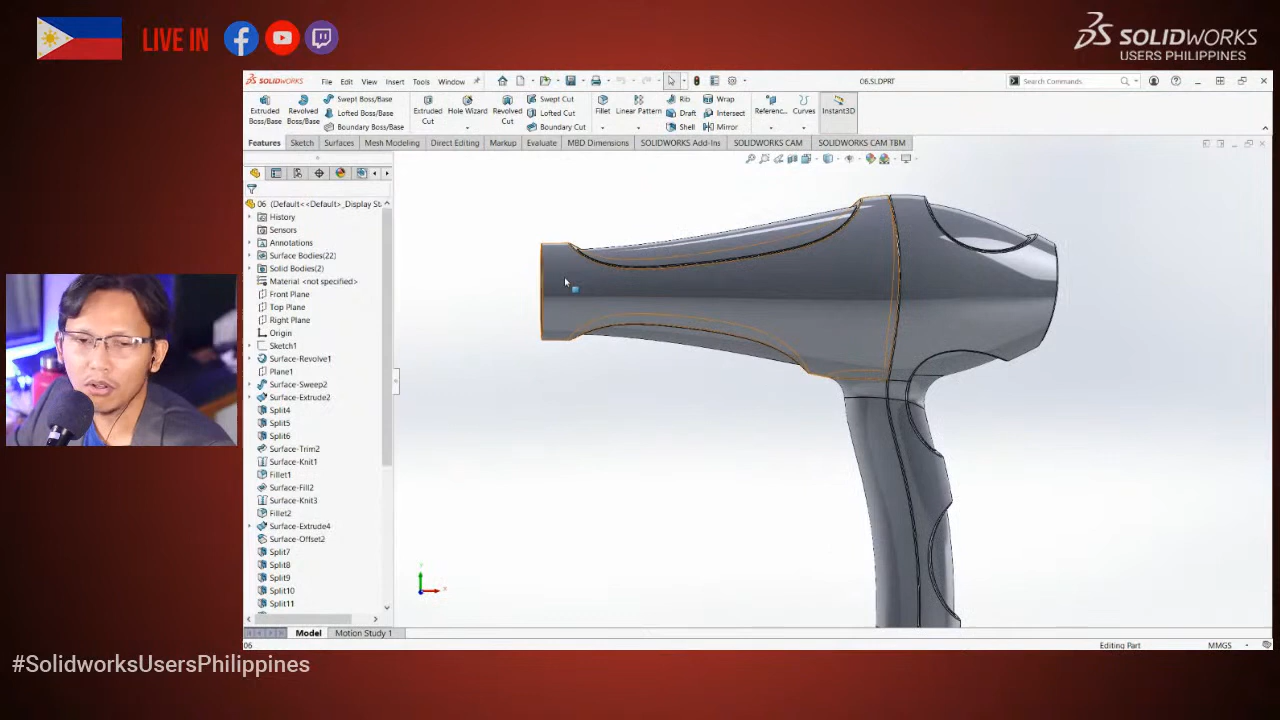 LIVE IN
SOLIDWORKS
USERS PHILIPPINES
SOLIDWORKS
File
Edit
View
Insert
Tools
Window
06.SLDPRT
Search Commands
Extruded
Boss/Base
Revolved
Boss/Base
Swept Boss/Base
Lofted Boss/Base
Boundary Boss/Base
Extruded
Cut
Hole Wizard
Revolved
Cut
Swept Cut
Lofted Cut
Boundary Cut
Fillet
Linear Pattern
Rib
Draft
Shell
Wrap
Intersect
Mirror
Referenc...
Curves
Instant3D
Features
Sketch
Surfaces
Mesh Modeling
Direct Editing
Markup
Evaluate
MBD Dimensions
SOLIDWORKS Add-Ins
SOLIDWORKS CAM
SOLIDWORKS CAM TBM
06 (Default<<Default>_Display St
History
Sensors
Annotations
Surface Bodies(22)
Solid Bodies(2)
Material <not specified>
Front Plane
Top Plane
Right Plane
Origin
Sketch1
Surface-Revolve1
Plane1
Surface-Sweep2
Surface-Extrude2
Split4
Split5
Split6
Surface-Trim2
Surface-Knit1
Fillet1
Surface-Fill2
Surface-Knit3
Fillet2
Surface-Extrude4
Surface-Offset2
Split7
Split8
Split9
Split10
Split11
Model
Motion Study 1
06
Editing Part
MMGS
#SolidworksUsersPhilippines